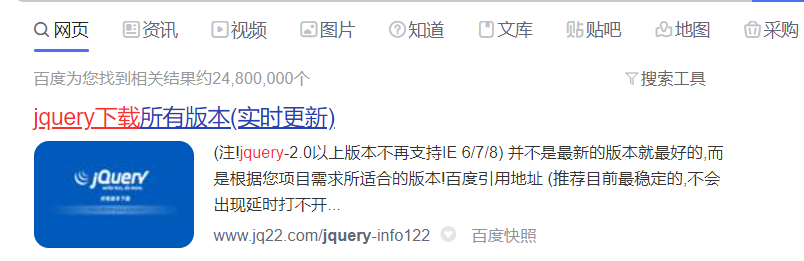 网页 资讯 视频 图片 知道 文库 贴吧 地图 采购
百度为您找到相关结果约24,800,000个 搜索工具
jquery下载所有版本(实时更新)
jQuery
(注!jquery-2.0以上版本不再支持IE 6/7/8) 并不是最新的版本就最好的,而
是根据您项目需求所适合的版本!百度引用地址 (推荐目前最稳定的,不会
出现延时打不开...
www.jq22.com/jquery-info122 百度快照